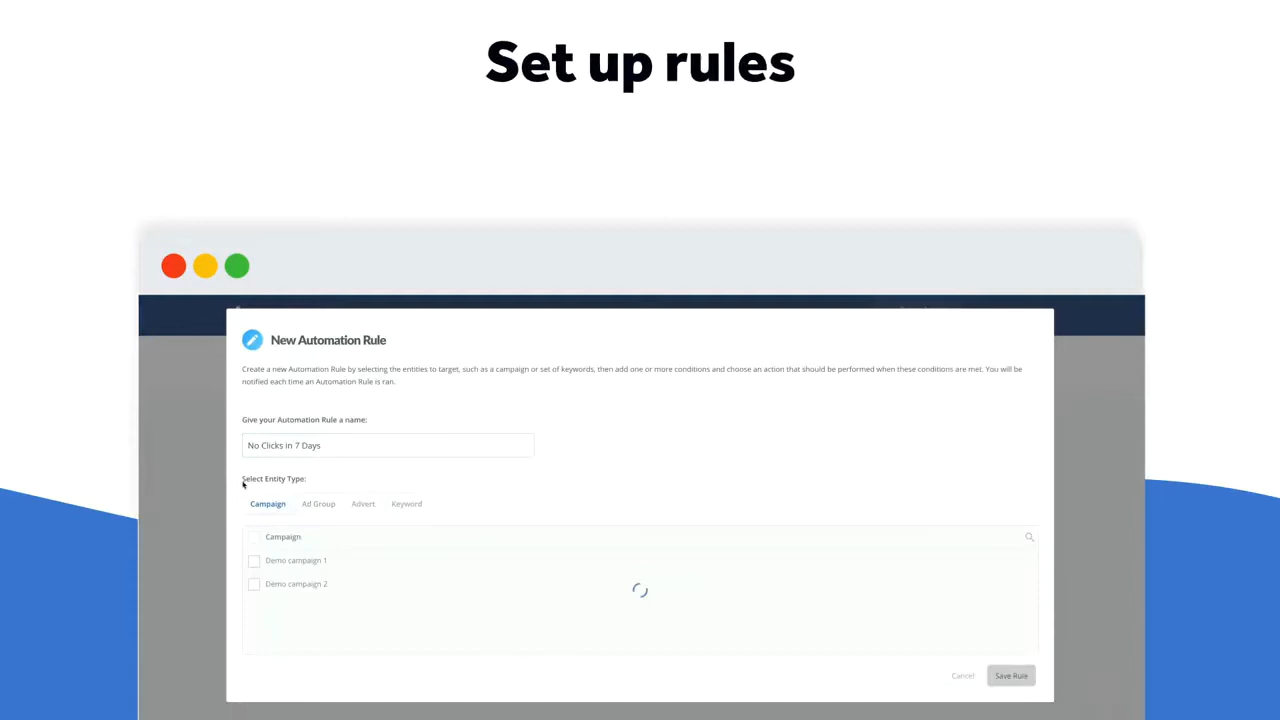 Set up rules
New Automation Rule
Create a new Automation Rule by selecting the entities to target, such as a campaign or set of keywords, then add one or more conditions and choose an action that should be performed when these conditions are met. You will be
notified each time an Automation Rule is ran.
Give your Automation Rule a name:
No Clicks in 7 Days
Select Entity Type:
Campaign Ad Group Advert Keyword
Campaign
Demo campaign 1
Demo campaign 2
Cancel Save Rule